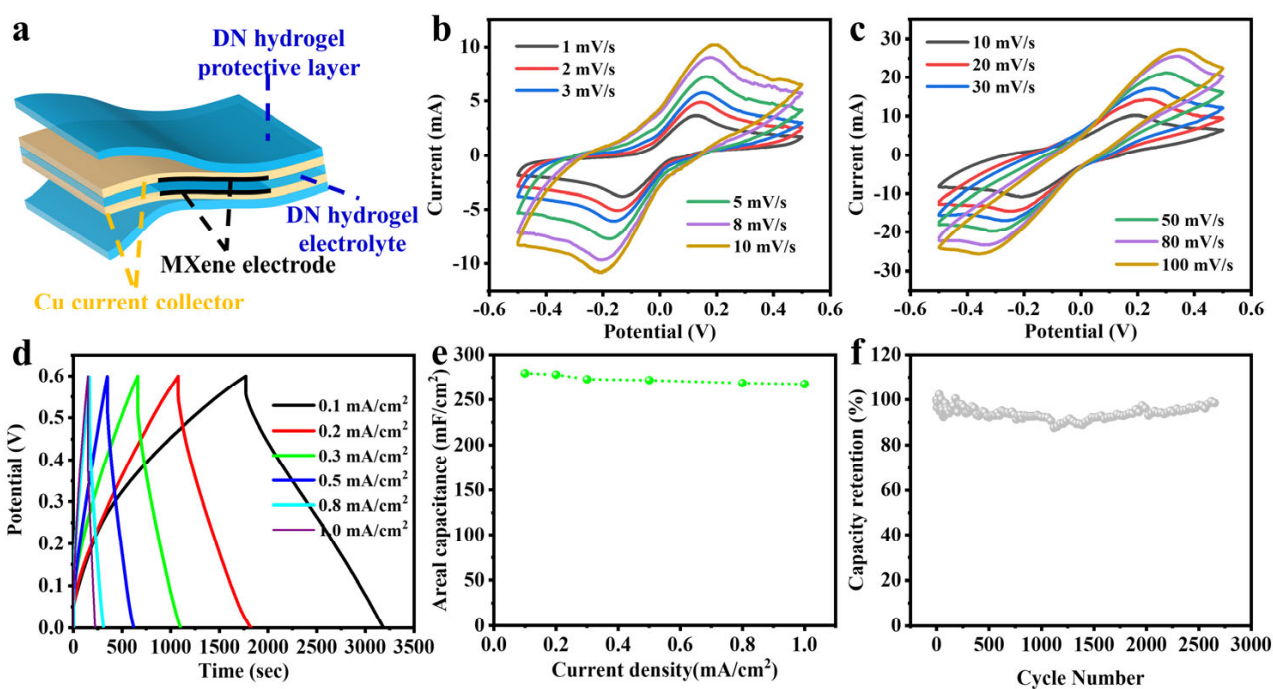 a
DN hydrogel
protective layer
DN hydrogel
electrolyte
MXene electrode
Cu current collector
b
1 mV/s
2 mV/s
3 mV/s
5 mV/s
8 mV/s
10 mV/s
10
5
0
-5
-10
Current (mA)
-0.6 -0.4 -0.2 0.0 0.2 0.4 0.6
Potential (V)
c
10 mV/s
20 mV/s
30 mV/s
50 mV/s
80 mV/s
100 mV/s
30
20
10
0
-10
-20
-30
Current (mA)
-0.6 -0.4 -0.2 0.0 0.2 0.4 0.6
Potential (V)
d
0.1 mA/cm²
0.2 mA/cm²
0.3 mA/cm²
0.5 mA/cm²
0.8 mA/cm²
1.0 mA/cm²
0.6
0.5
0.4
0.3
0.2
0.1
0.0
Potential (V)
0 500 1000 1500 2000 2500 3000 3500
Time (sec)
e
300
250
200
150
100
50
0
Areal capacitance (mF/cm²)
0.0 0.2 0.4 0.6 0.8 1.0
Current density(mA/cm²)
f
120
100
80
60
40
20
0
Capacity retention (%)
0 500 1000 1500 2000 2500 3000
Cycle Number